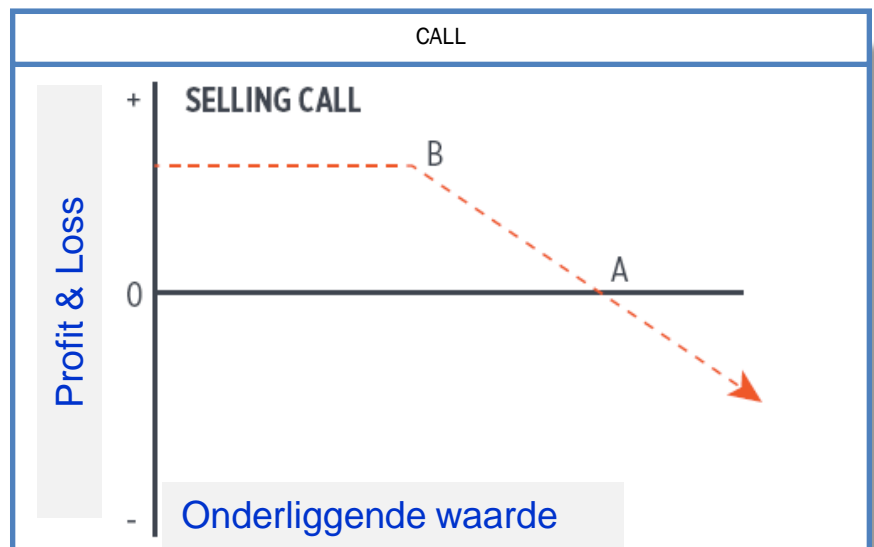 CALL
+
SELLING CALL
B
Profit & Loss
A
0
-
Onderliggende waarde